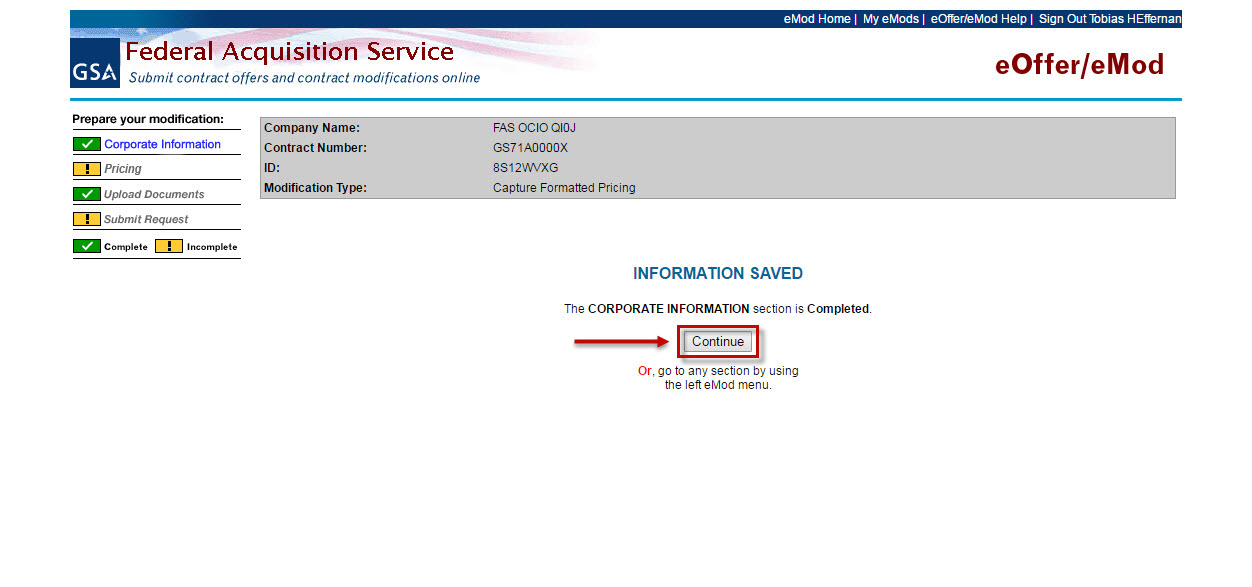 eMod Home | My eMods | eOffer/eMod Help | Sign Out Tobias HEffernan
GSA
Federal Acquisition Service
Submit contract offers and contract modifications online
eOffer/eMod
Prepare your modification:
Corporate Information
Pricing
Upload Documents
Submit Request
Complete Incomplete
Company Name: FAS OCIO QI0J
Contract Number: GS71A0000X
ID: 8S12WVXG
Modification Type: Capture Formatted Pricing
INFORMATION SAVED
The CORPORATE INFORMATION section is Completed.
Continue
Or, go to any section by using
the left eMod menu.